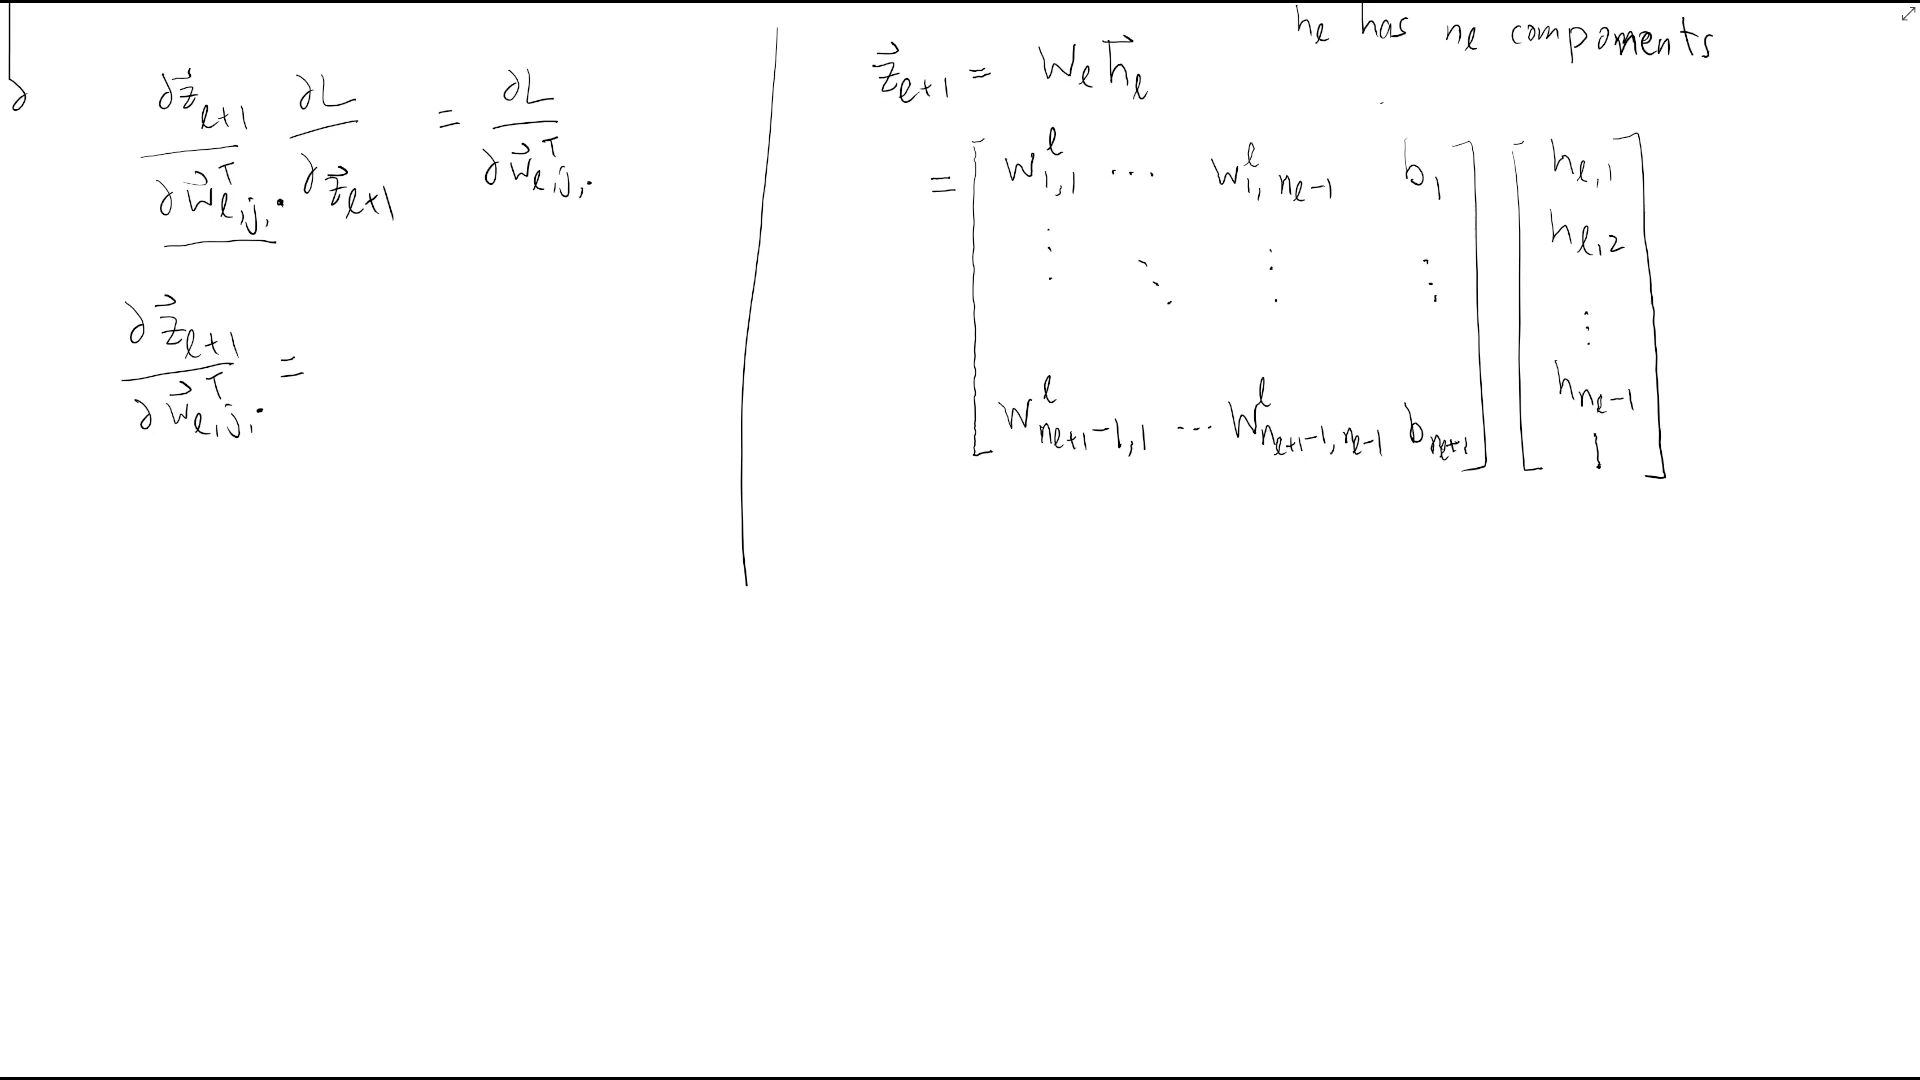 h_ℓ has n_ℓ components
∂z⃗_{ℓ+1}/∂w⃗^T_{ℓ,j,·} ∂L/∂z⃗_{ℓ+1} = ∂L/∂w⃗^T_{ℓ,j,·}
∂z⃗_{ℓ+1}/∂w⃗^T_{ℓ,j,·} =
z⃗_{ℓ+1} = W_ℓ h⃗_ℓ
= [ w^ℓ_{1,1} ... w^ℓ_{1,n_ℓ-1} b_1 ] [ h_{ℓ,1} ]
h_{ℓ,2}
⋮ ⋱ ⋮ ⋮ ⋮
h_{n_ℓ-1}
w^ℓ_{n_{ℓ+1}-1,1} ... w^ℓ_{n_{ℓ+1}-1,n_ℓ-1} b_{n_{ℓ+1}}
1